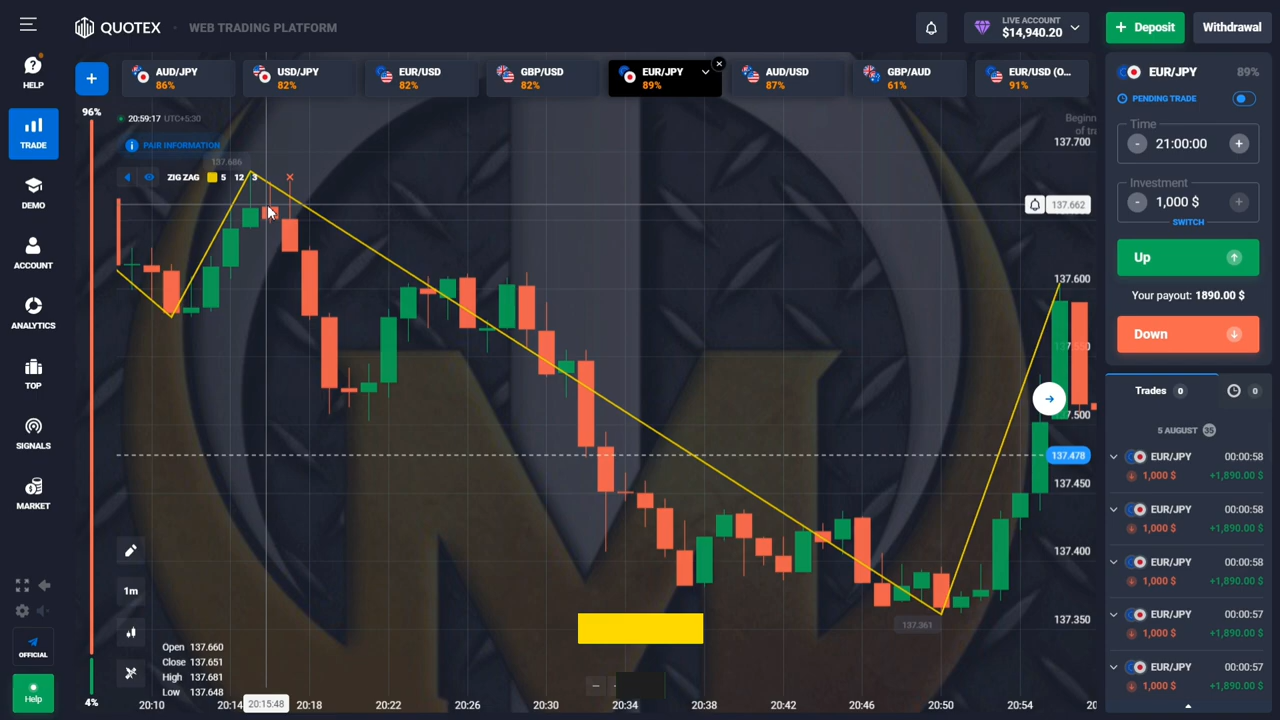 QUOTEX
WEB TRADING PLATFORM
LIVE ACCOUNT
$14,940.20
+ Deposit
Withdrawal
HELP
TRADE
DEMO
ACCOUNT
ANALYTICS
TOP
SIGNALS
MARKET
OFFICIAL
Help
+
AUD/JPY
86%
USD/JPY
82%
EUR/USD
82%
GBP/USD
82%
EUR/JPY
89%
AUD/USD
87%
GBP/AUD
61%
EUR/USD (O...
91%
96%
20:59:17 UTC+5:30
PAIR INFORMATION
137.686
ZIG ZAG 5 12 3
Beginn
of tra
137.700
137.662
137.600
137.500
137.478
137.450
137.400
137.361
137.350
1m
Open 137.660
Close 137.651
High 137.681
Low 137.648
4%
20:10
20:14
20:15:48
20:18
20:22
20:26
20:30
20:34
20:38
20:42
20:46
20:50
20:54
EUR/JPY 89%
PENDING TRADE
Time
- 21:00:00 +
Investment
- 1,000 $ +
SWITCH
Up
Your payout: 1890.00 $
Down
Trades 0
0
5 AUGUST 35
EUR/JPY 00:00:58
1,000 $ +1,890.00 $
EUR/JPY 00:00:58
1,000 $ +1,890.00 $
EUR/JPY 00:00:58
1,000 $ +1,890.00 $
EUR/JPY 00:00:57
1,000 $ +1,890.00 $
EUR/JPY 00:00:57
1,000 $ +1,890.00 $